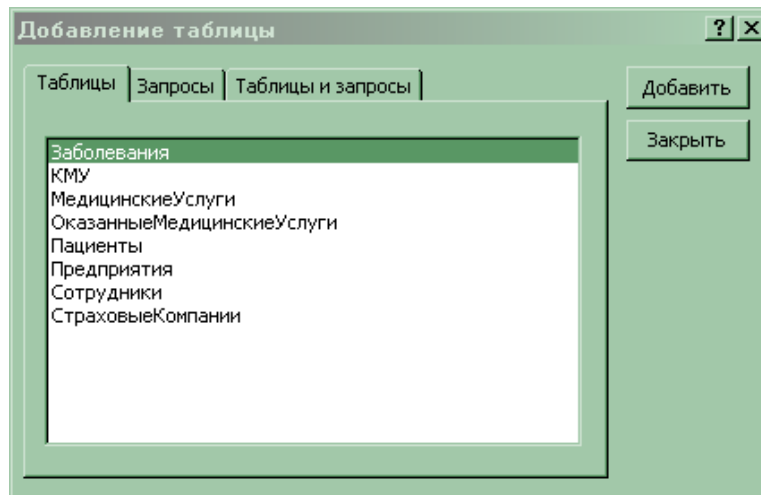 Добавление таблицы
Таблицы Запросы Таблицы и запросы
Добавить
Закрыть
Заболевания
КМУ
МедицинскиеУслуги
ОказанныеМедицинскиеУслуги
Пациенты
Предприятия
Сотрудники
СтраховыеКомпании